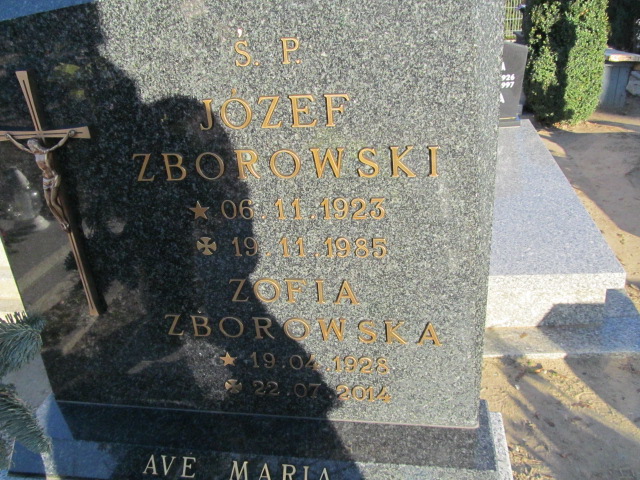 Ś. P.
JÓZEF
ZBOROWSKI
★ 06.11.1923
✠ 19.11.1985
ZOFIA
ZBOROWSKA
★ 19.04.1928
✠ 22.07.2014
AVE MARIA